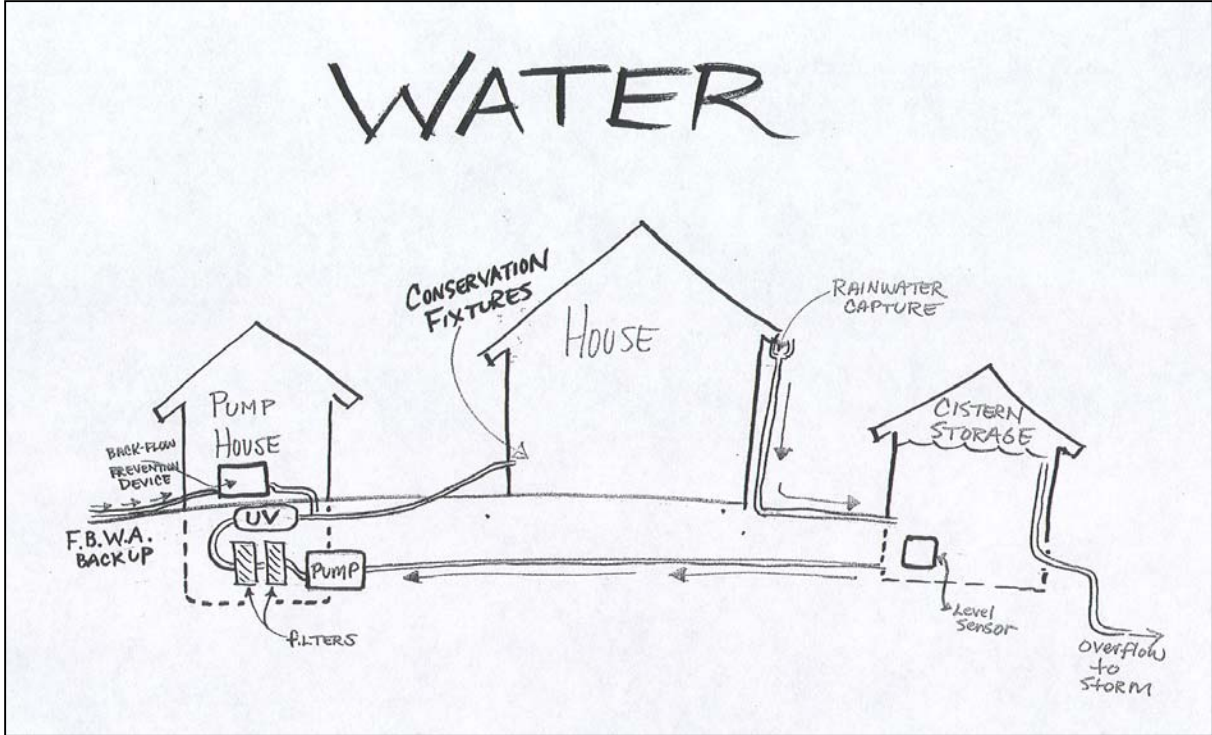 WATER
CONSERVATION
FIXTURES
HOUSE
RAINWATER
CAPTURE
PUMP
HOUSE
CISTERN
STORAGE
BACK-FLOW
PREVENTION
DEVICE
UV
F.B.W.A.
BACKUP
PUMP
FILTERS
Level
Sensor
Overflow
to
STORM